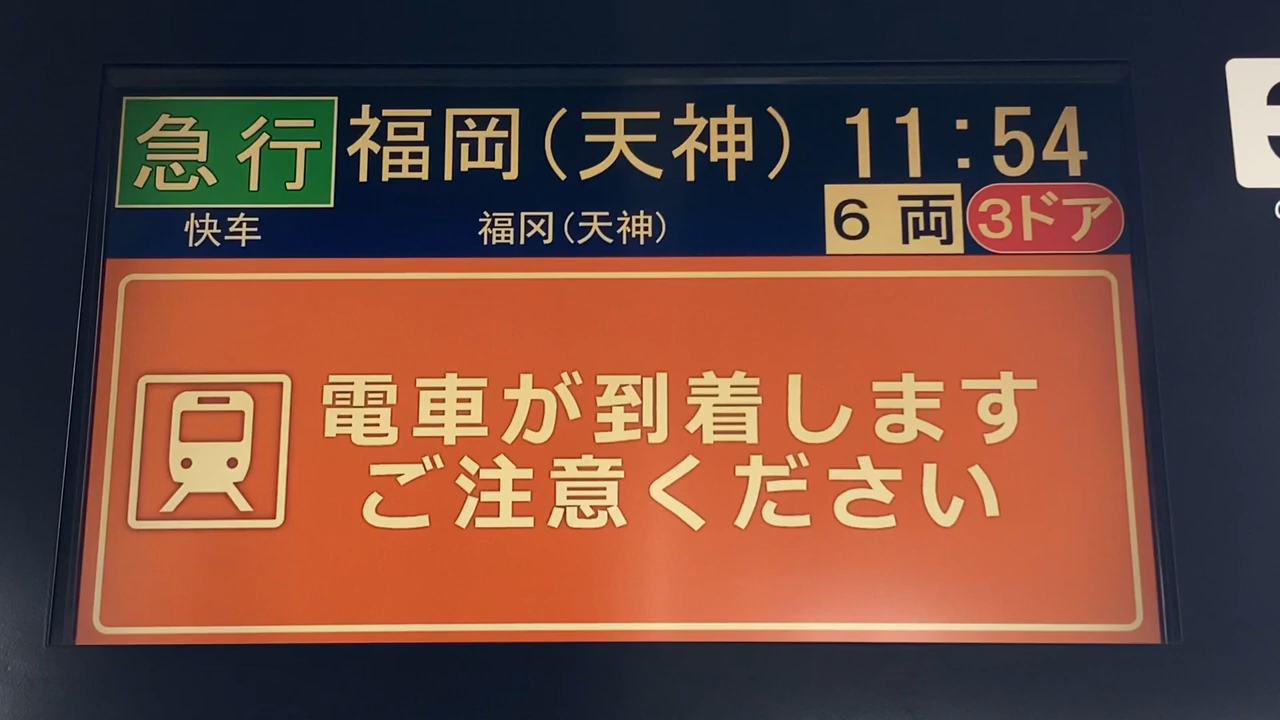 急行 福岡(天神) 11:54
快车 福冈(天神) 6両 3ドア
電車が到着します
ご注意ください